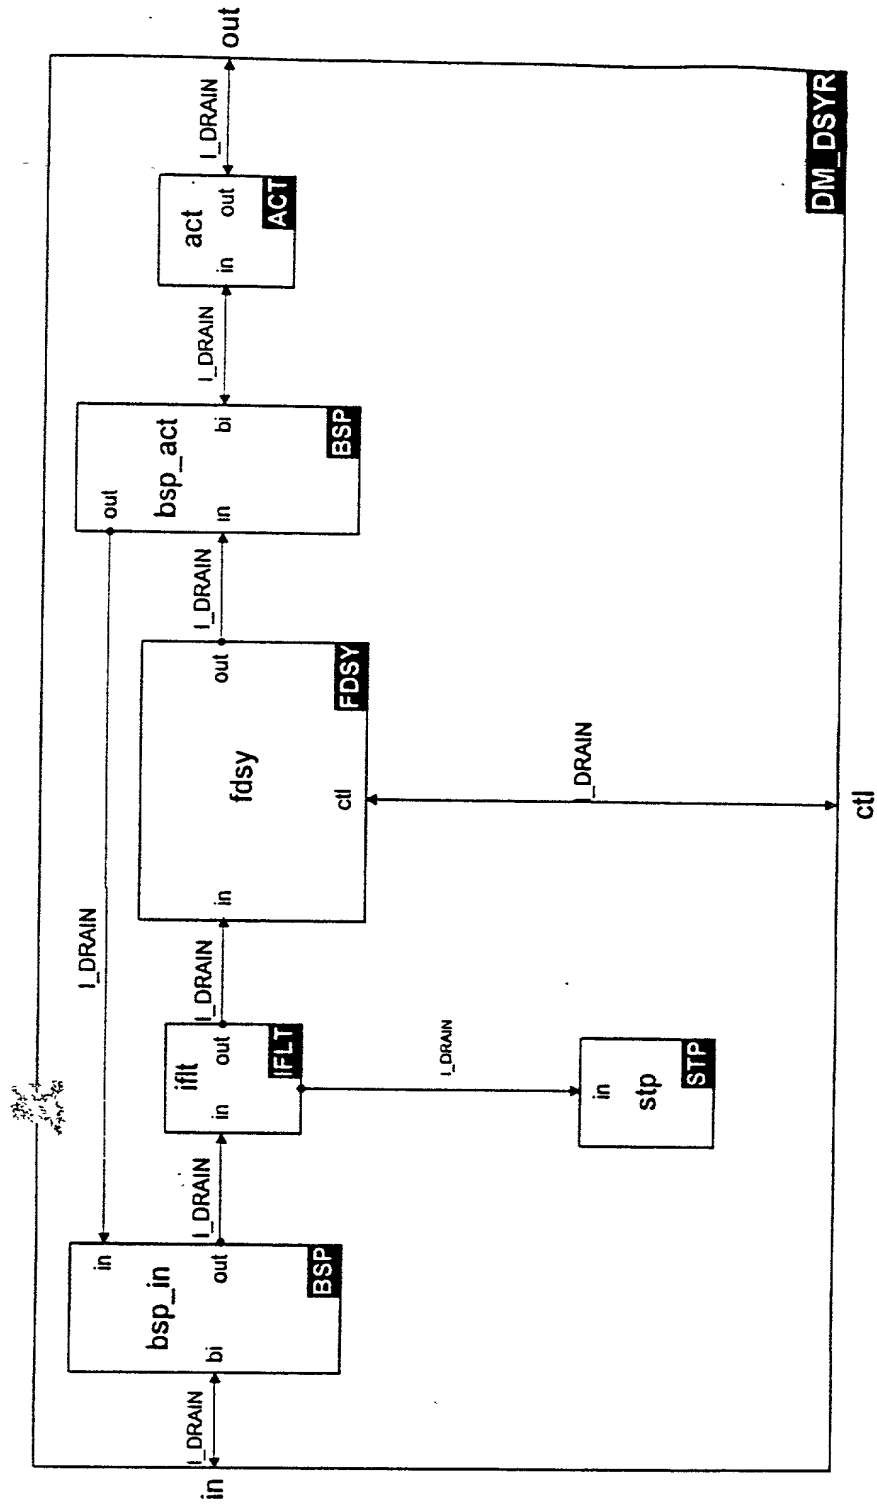 in
I_DRAIN
bi
bsp_in
in
out
BSP
I_DRAIN
in
iflt
out
IFLT
I_DRAIN
I_DRAIN
in
stp
STP
I_DRAIN
in
fdsy
ctl
out
FDSY
I_DRAIN
ctl
I_DRAIN
in
bsp_act
out
bi
BSP
I_DRAIN
in
act
out
ACT
I_DRAIN
out
DM_DSYR